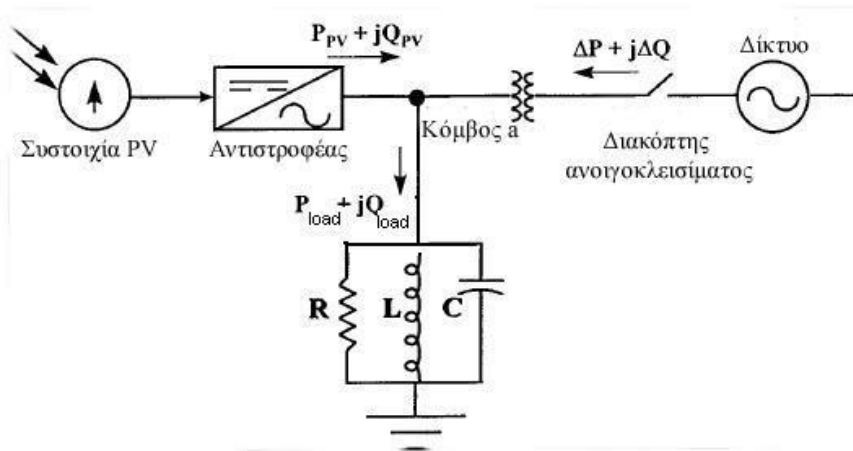 P_PV + jQ_PV
ΔP + jΔQ
Δίκτυο
Συστοιχία PV
Αντιστροφέας
Κόμβος a
Διακόπτης
ανοιγοκλεισίματος
P_load + jQ_load
R
L
C